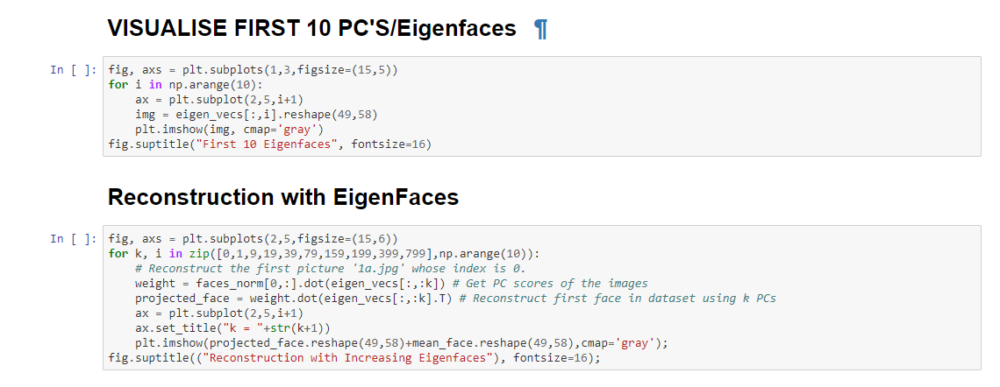 VISUALISE FIRST 10 PC'S/Eigenfaces ¶
In [ ]: fig, axs = plt.subplots(1,3,figsize=(15,5))
for i in np.arange(10):
    ax = plt.subplot(2,5,i+1)
    img = eigen_vecs[:,i].reshape(49,58)
    plt.imshow(img, cmap='gray')
fig.suptitle("First 10 Eigenfaces", fontsize=16)
Reconstruction with EigenFaces
In [ ]: fig, axs = plt.subplots(2,5,figsize=(15,6))
for k, i in zip([0,1,9,19,39,79,159,199,399,799],np.arange(10)):
    # Reconstruct the first picture '1a.jpg' whose index is 0.
    weight = faces_norm[0,:].dot(eigen_vecs[:,:k]) # Get PC scores of the images
    projected_face = weight.dot(eigen_vecs[:,:k].T) # Reconstruct first face in dataset using k PCs
    ax = plt.subplot(2,5,i+1)
    ax.set_title("k = "+str(k+1))
    plt.imshow(projected_face.reshape(49,58)+mean_face.reshape(49,58),cmap='gray');
fig.suptitle(("Reconstruction with Increasing Eigenfaces"), fontsize=16);